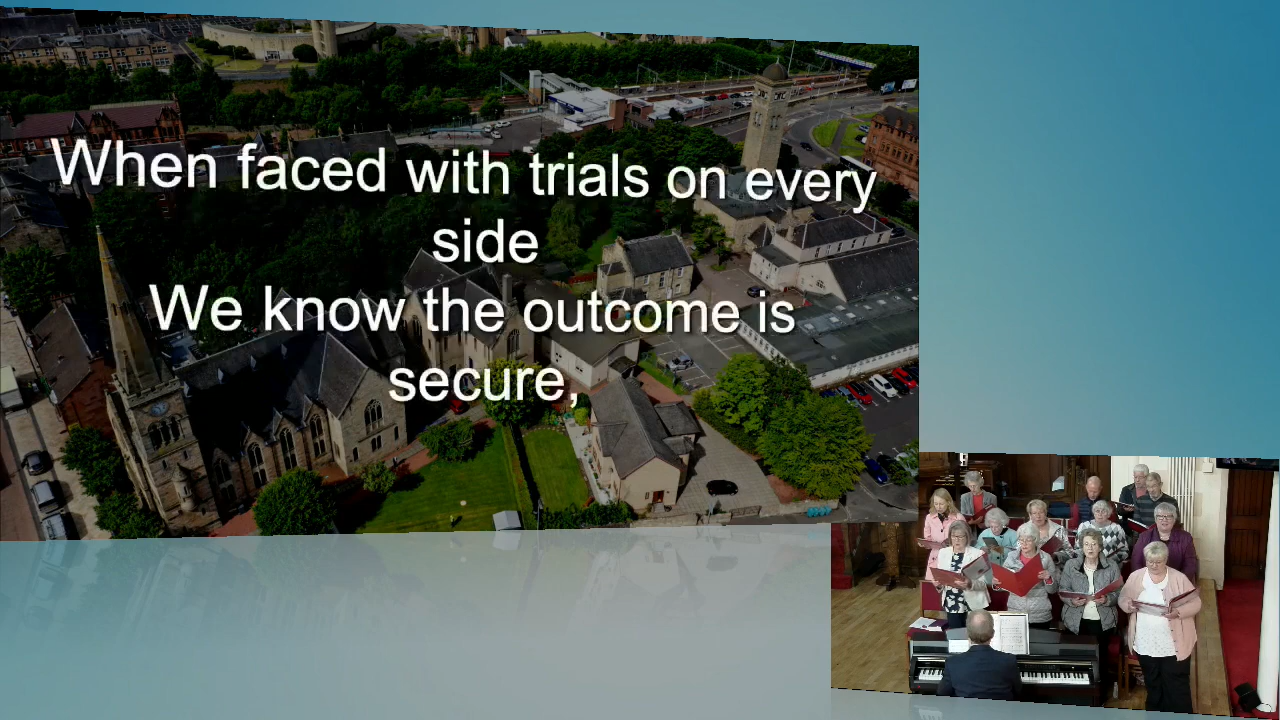 When faced with trials on every
side
We know the outcome is
secure,